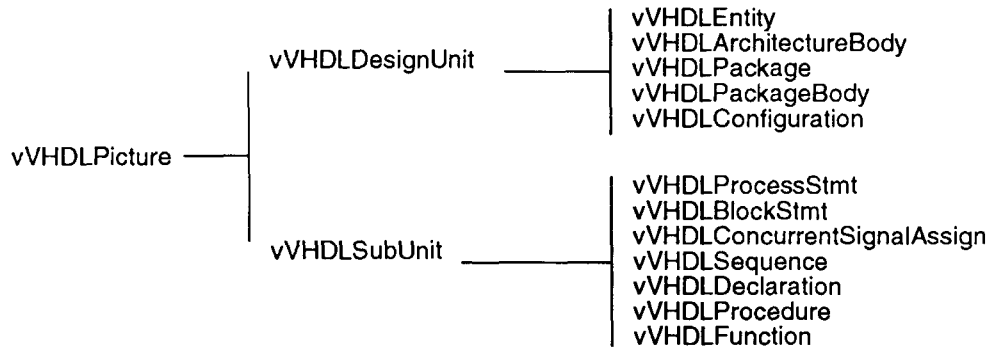 vVHDLPicture
vVHDLDesignUnit
vVHDLEntity
vVHDLArchitectureBody
vVHDLPackage
vVHDLPackageBody
vVHDLConfiguration
vVHDLSubUnit
vVHDLProcessStmt
vVHDLBlockStmt
vVHDLConcurrentSignalAssign
vVHDLSequence
vVHDLDeclaration
vVHDLProcedure
vVHDLFunction